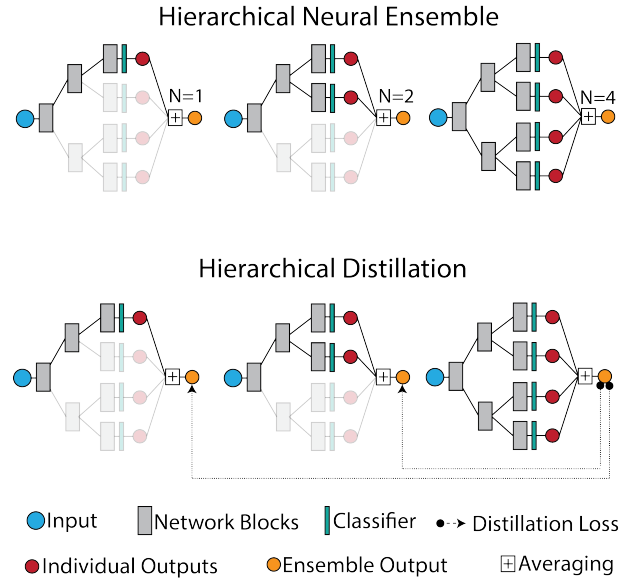 Hierarchical Neural Ensemble
N=1
N=2
N=4
+
+
+
Hierarchical Distillation
+
+
+
Input
Network Blocks
Classifier
Distillation Loss
Individual Outputs
Ensemble Output
+ Averaging